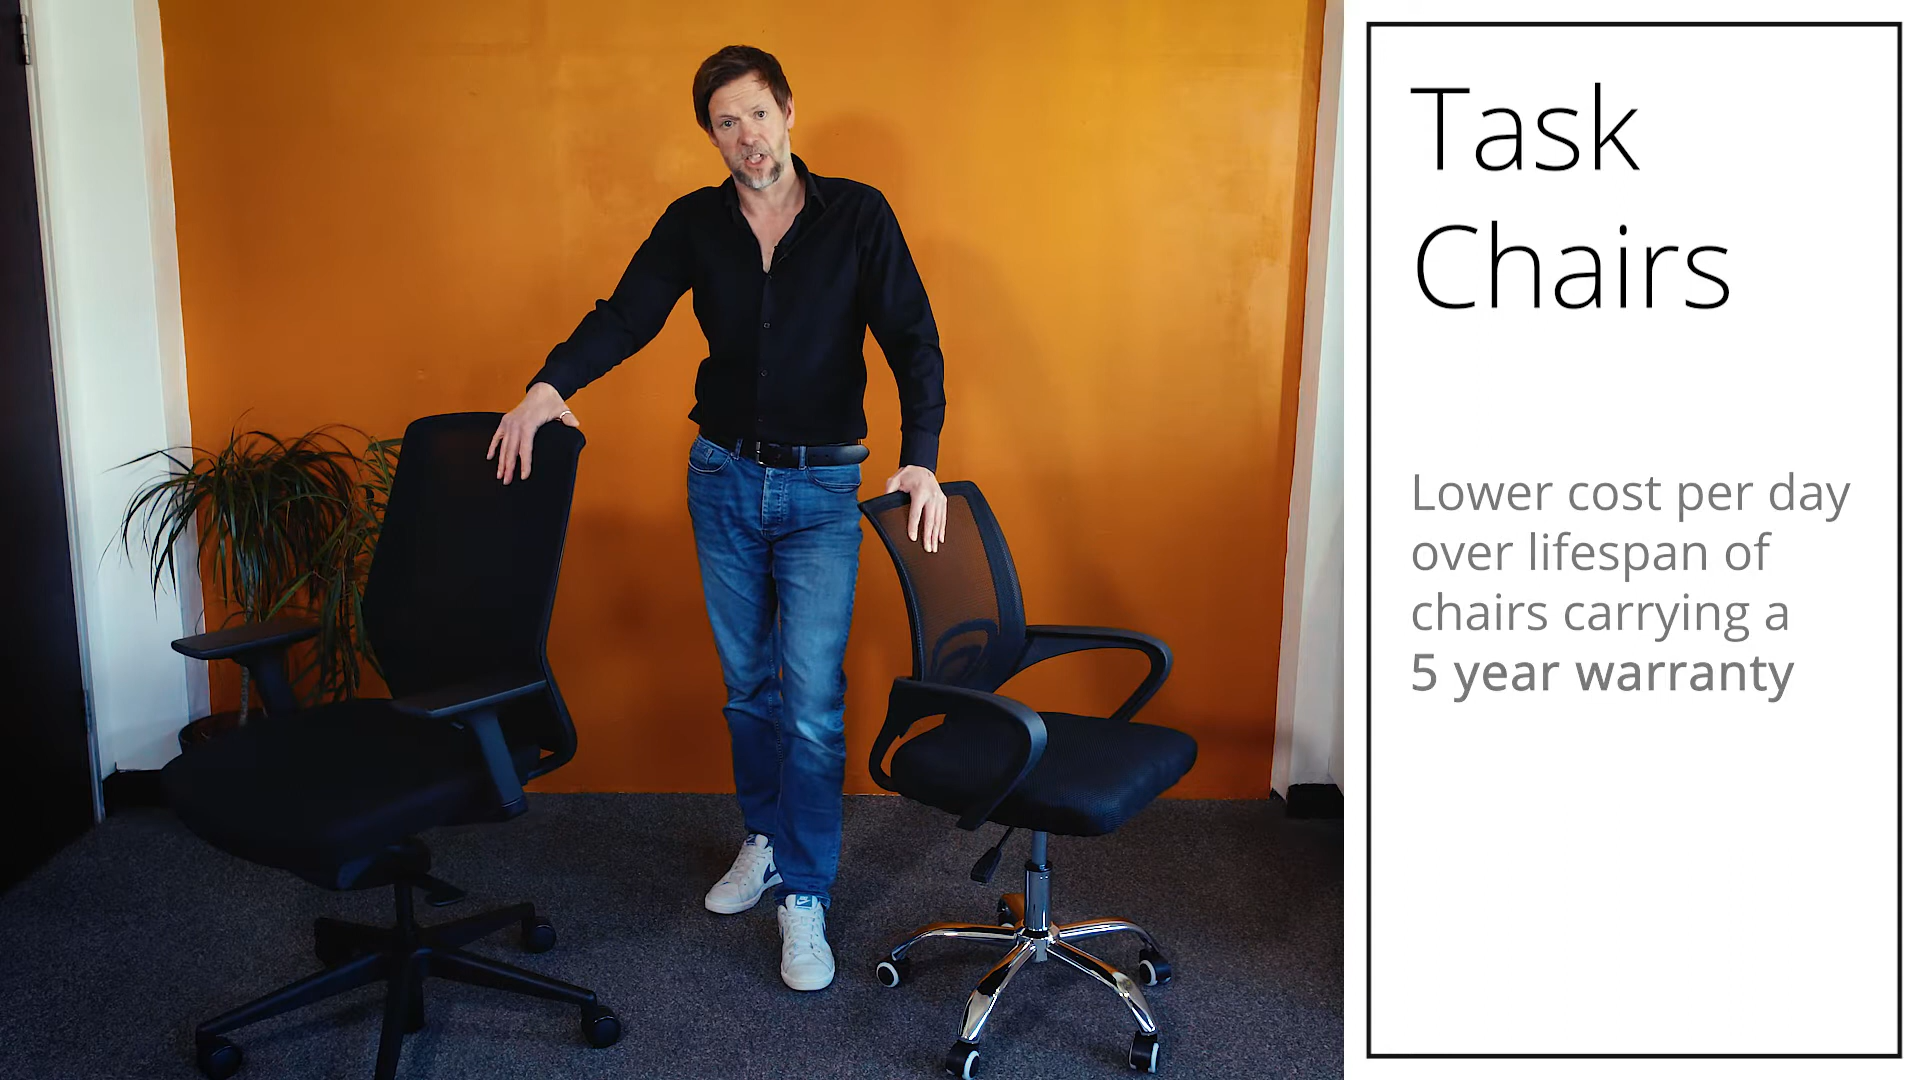 Task
Chairs
Lower cost per day
over lifespan of
chairs carrying a
5 year warranty